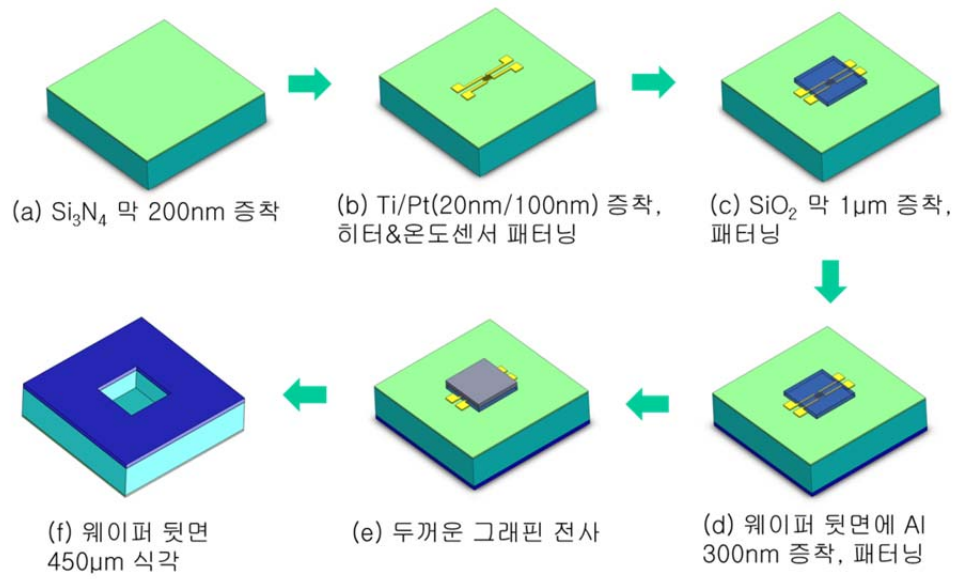 (a) Si₃N₄ 막 200nm 증착
(b) Ti/Pt(20nm/100nm) 증착,
히터&온도센서 패터닝
(c) SiO₂ 막 1μm 증착,
패터닝
(d) 웨이퍼 뒷면에 Al
300nm 증착, 패터닝
(e) 두꺼운 그래핀 전사
(f) 웨이퍼 뒷면
450μm 식각